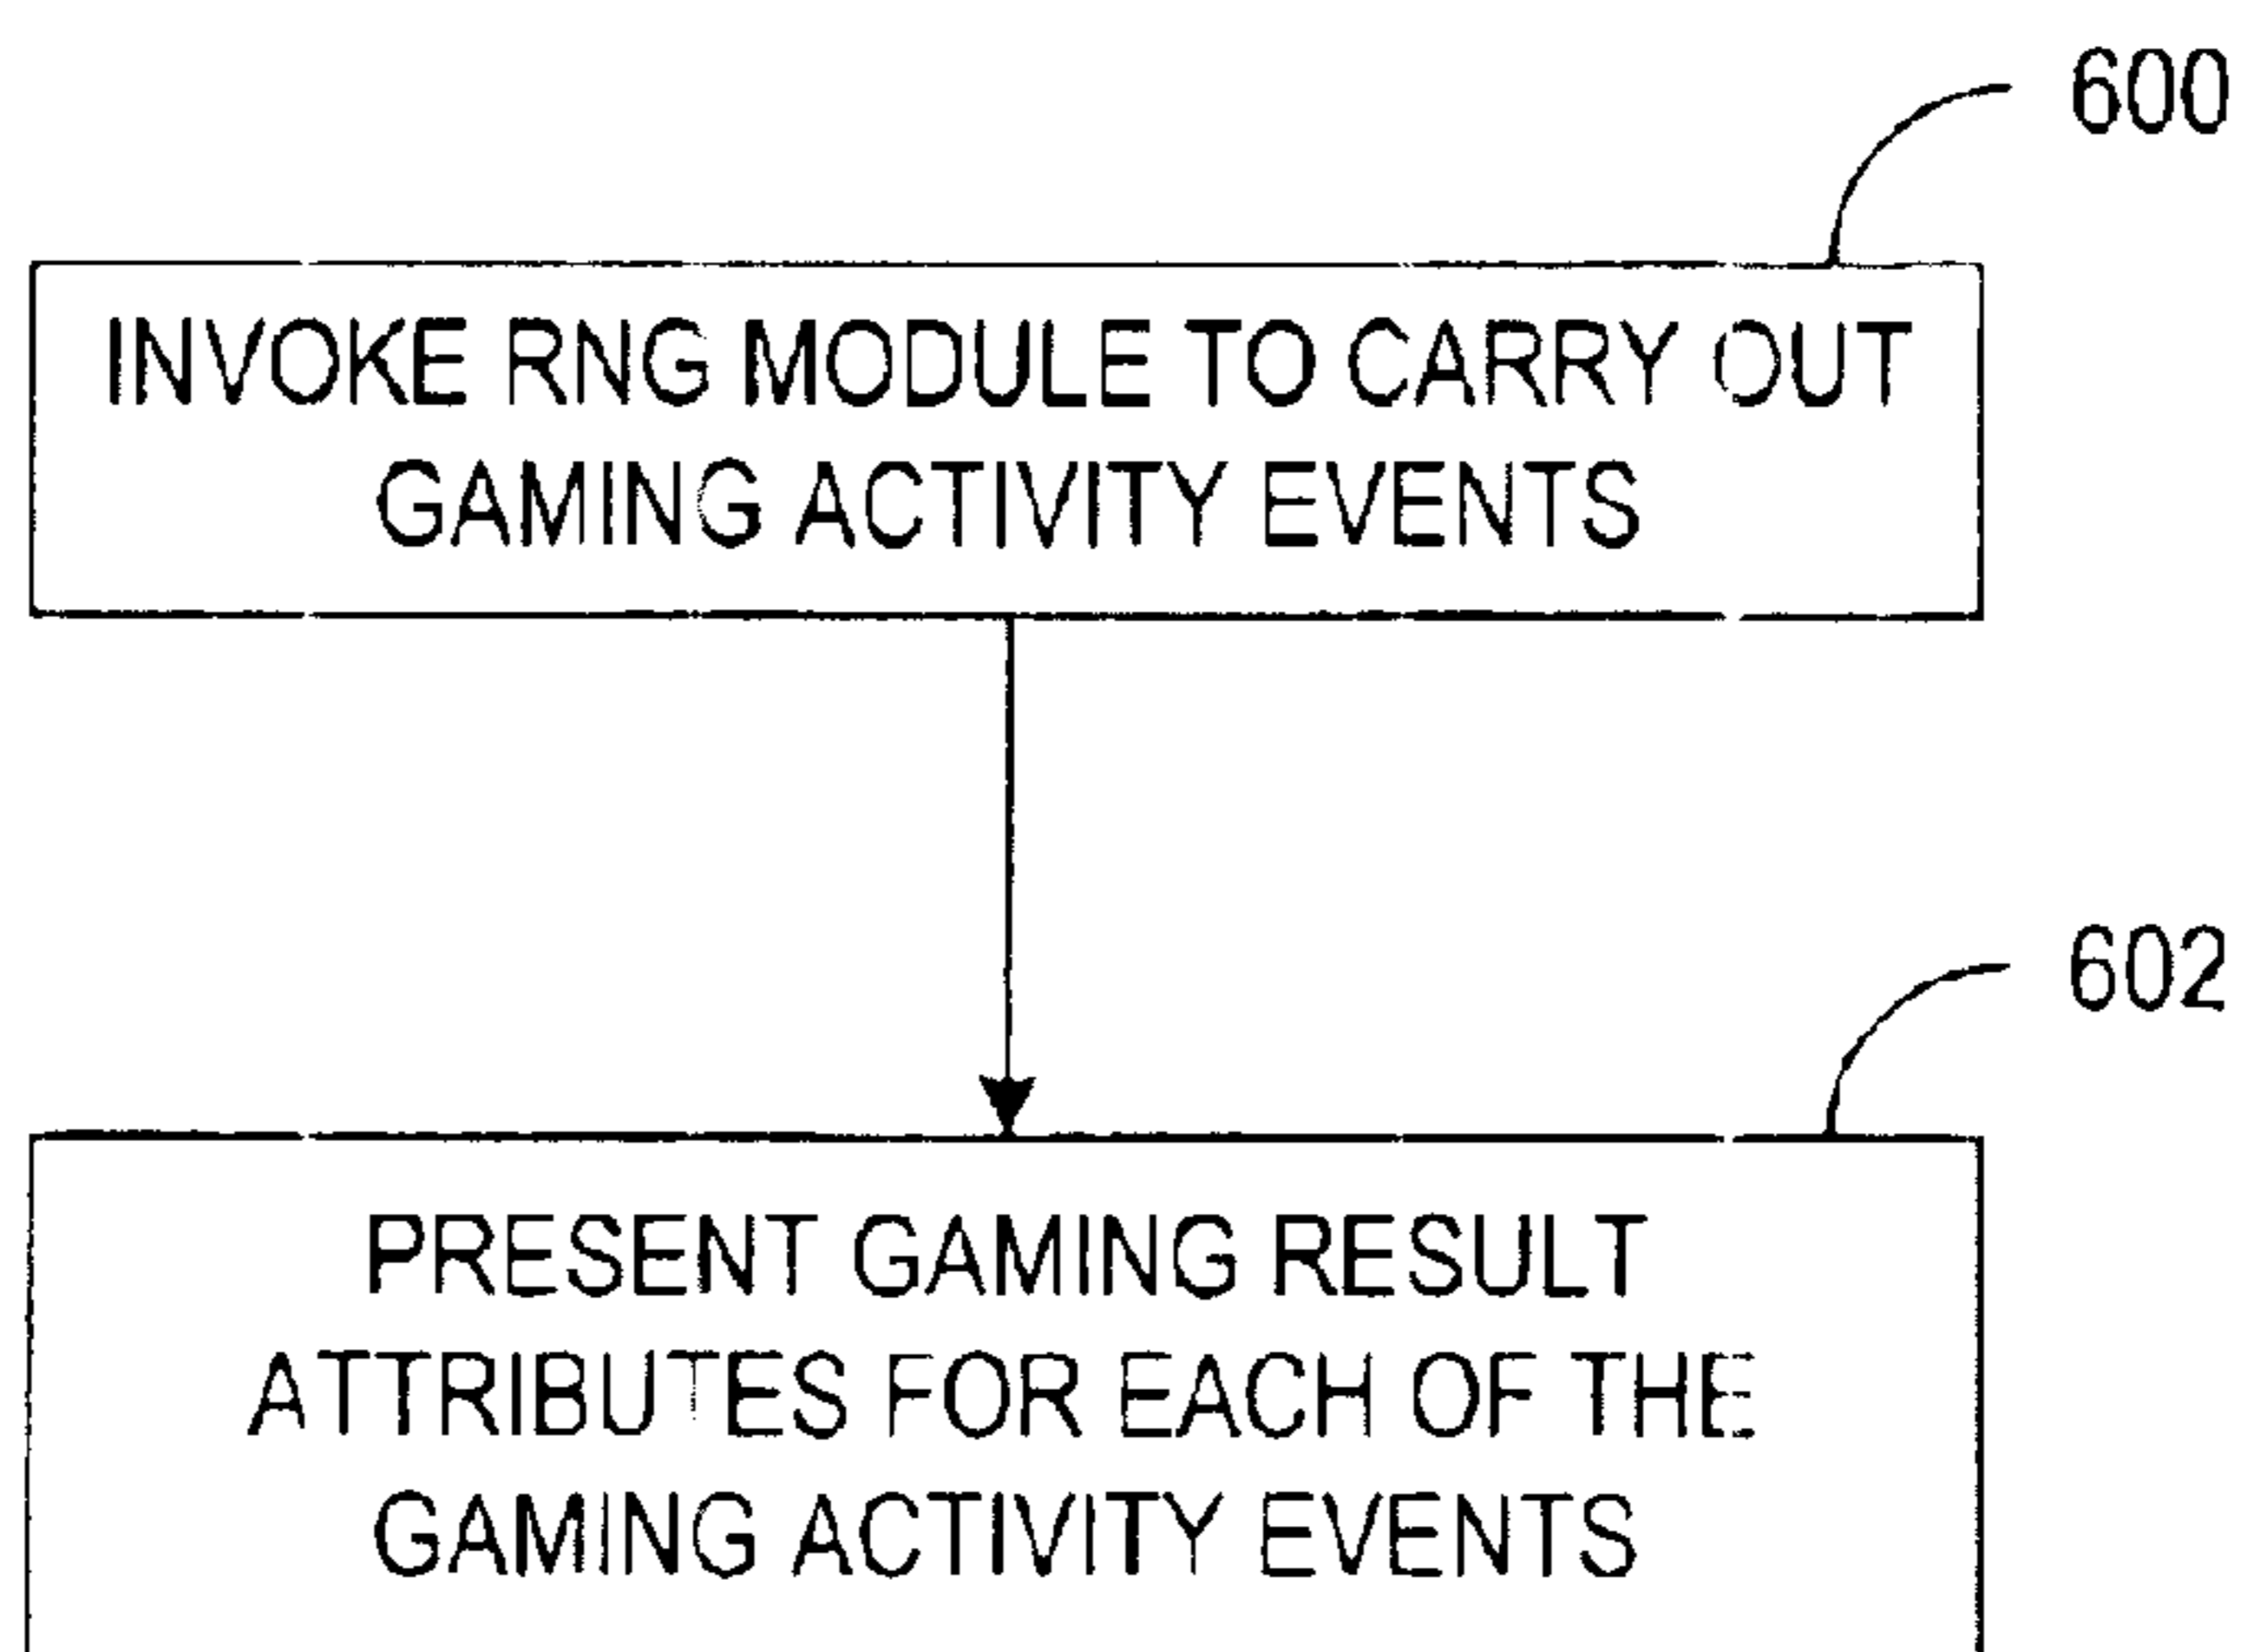 600
INVOKE RNG MODULE TO CARRY OUT
GAMING ACTIVITY EVENTS
602
PRESENT GAMING RESULT
ATTRIBUTES FOR EACH OF THE
GAMING ACTIVITY EVENTS